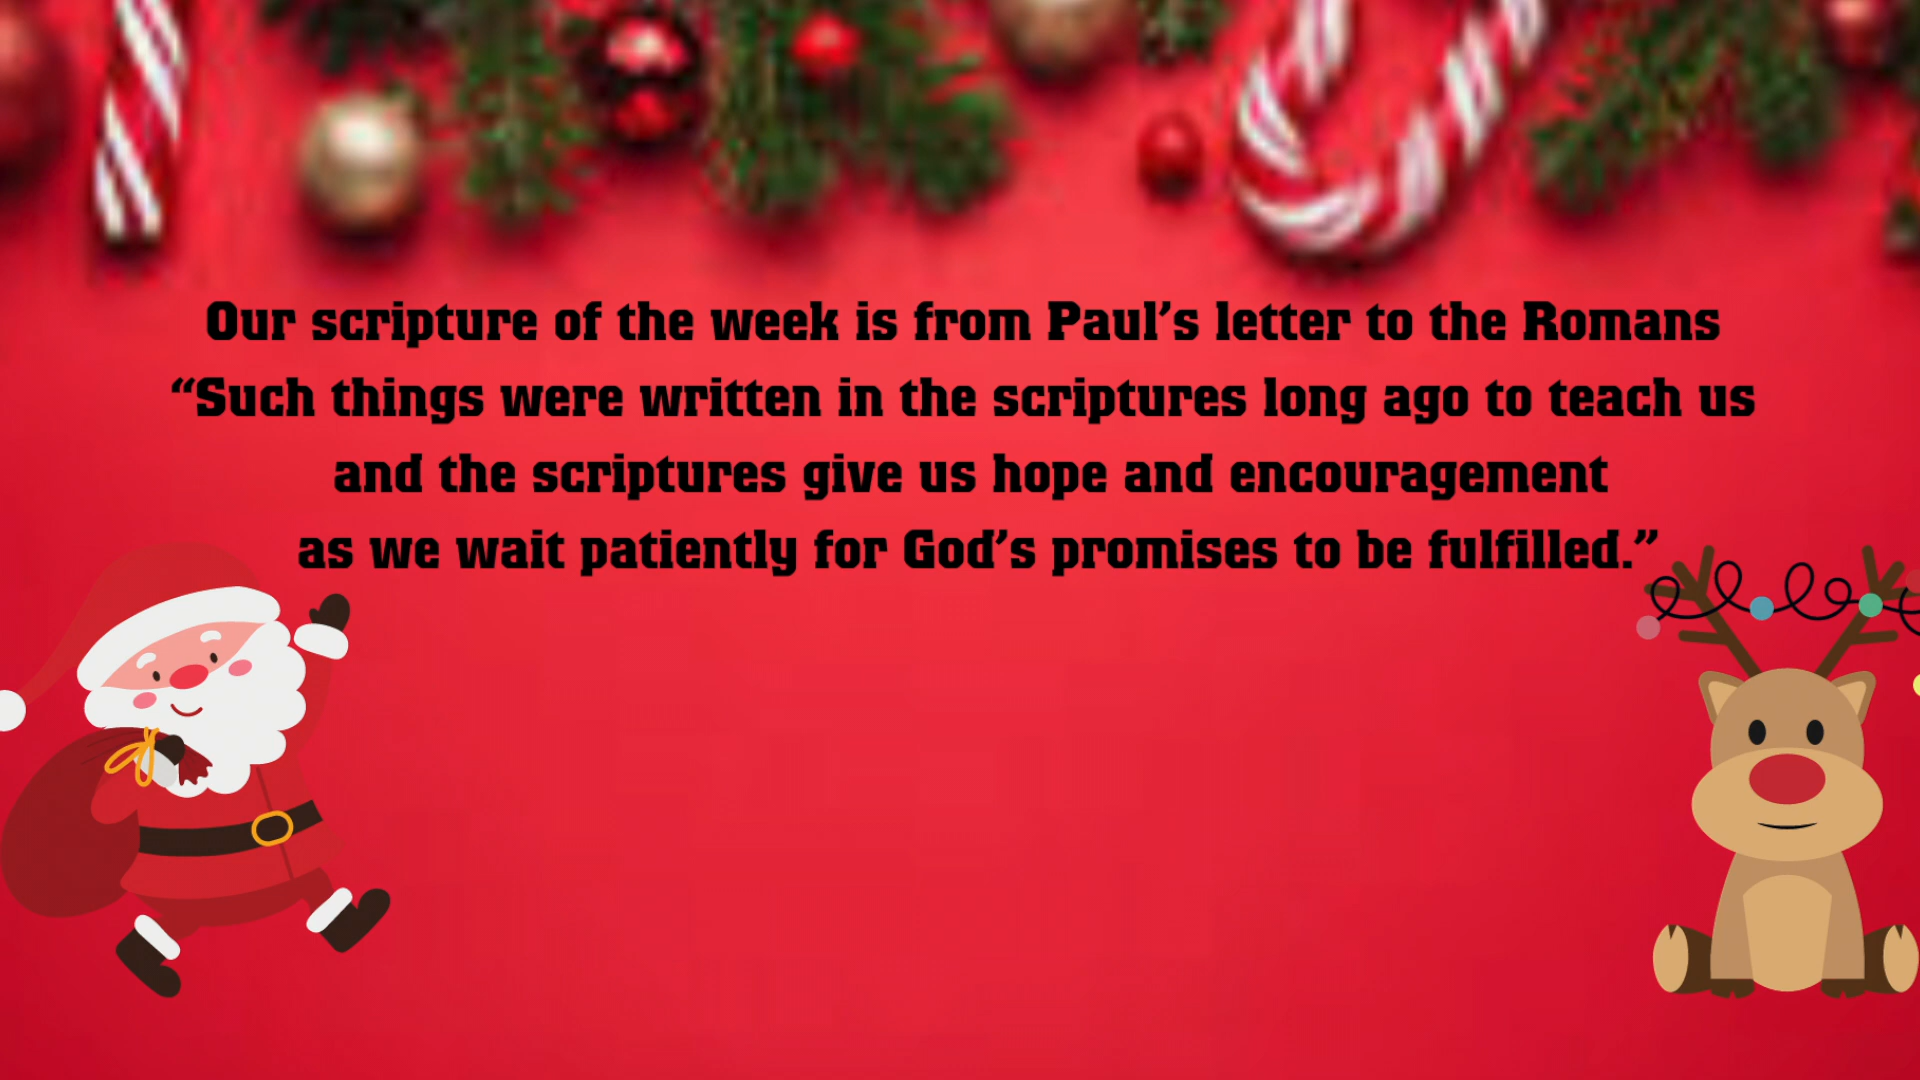 Our scripture of the week is from Paul’s letter to the Romans
“Such things were written in the scriptures long ago to teach us
and the scriptures give us hope and encouragement
as we wait patiently for God’s promises to be fulfilled.”